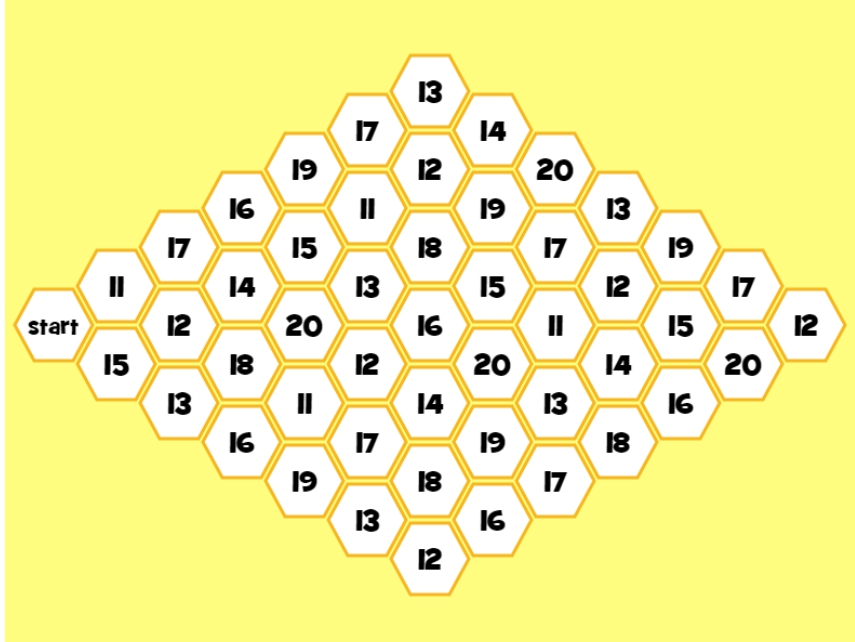 13
17 14
19 12 20
16 11 19 13
17 15 18 17 19
11 14 13 15 12 17
start 12 20 16 11 15 12
15 18 12 20 14 20
13 11 14 13 16
16 17 19 18
19 18 17
13 16
12